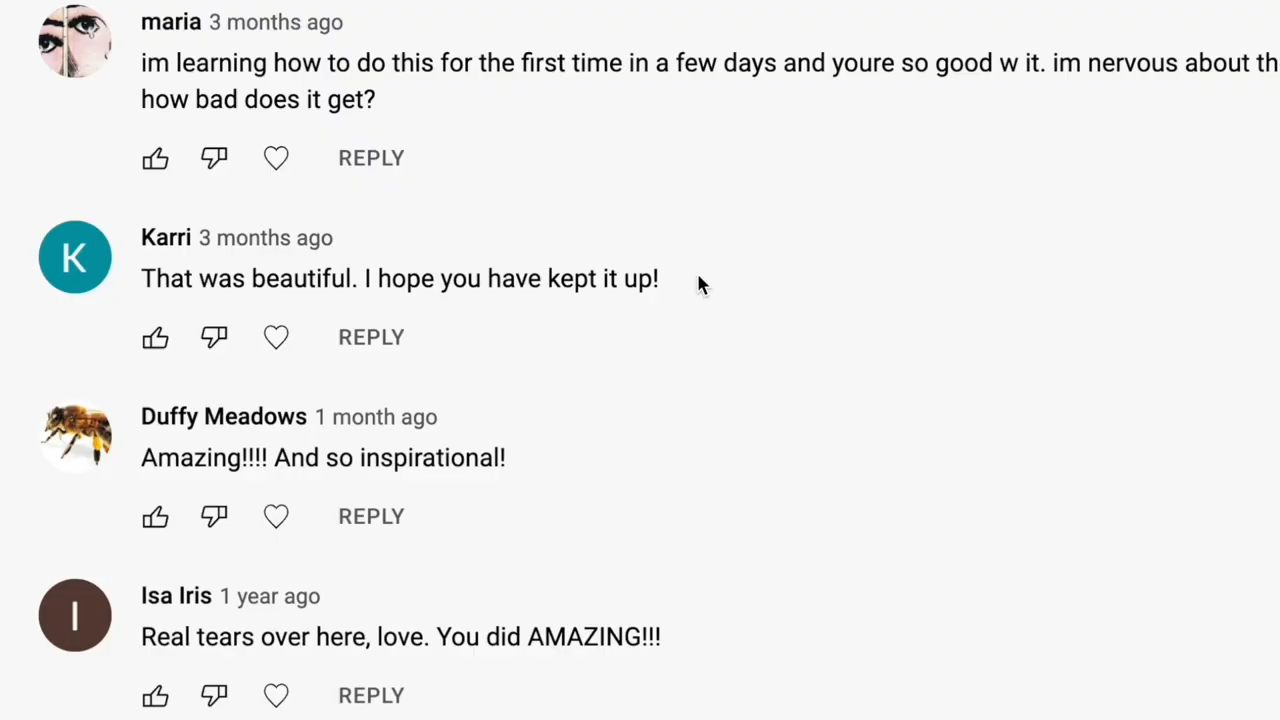 maria 3 months ago
im learning how to do this for the first time in a few days and youre so good w it. im nervous about
how bad does it get?
REPLY
K
Karri 3 months ago
That was beautiful. I hope you have kept it up!
REPLY
Duffy Meadows 1 month ago
Amazing!!!! And so inspirational!
REPLY
I
Isa Iris 1 year ago
Real tears over here, love. You did AMAZING!!!
REPLY